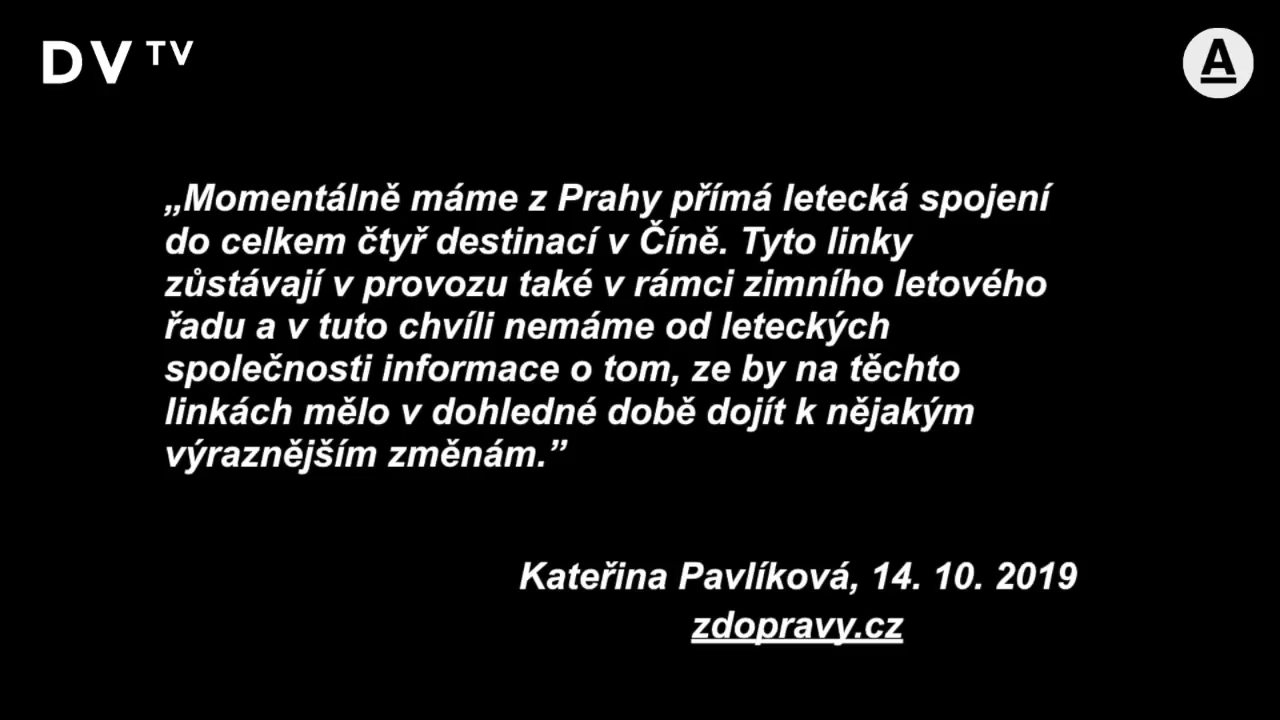 DVTV
A
„Momentálně máme z Prahy přímá letecká spojení
do celkem čtyř destinací v Číně. Tyto linky
zůstávají v provozu také v rámci zimního letového
řadu a v tuto chvíli nemáme od leteckých
společnosti informace o tom, ze by na těchto
linkách mělo v dohledné době dojít k nějakým
výraznějším změnám.”
Kateřina Pavlíková, 14. 10. 2019
zdopravy.cz